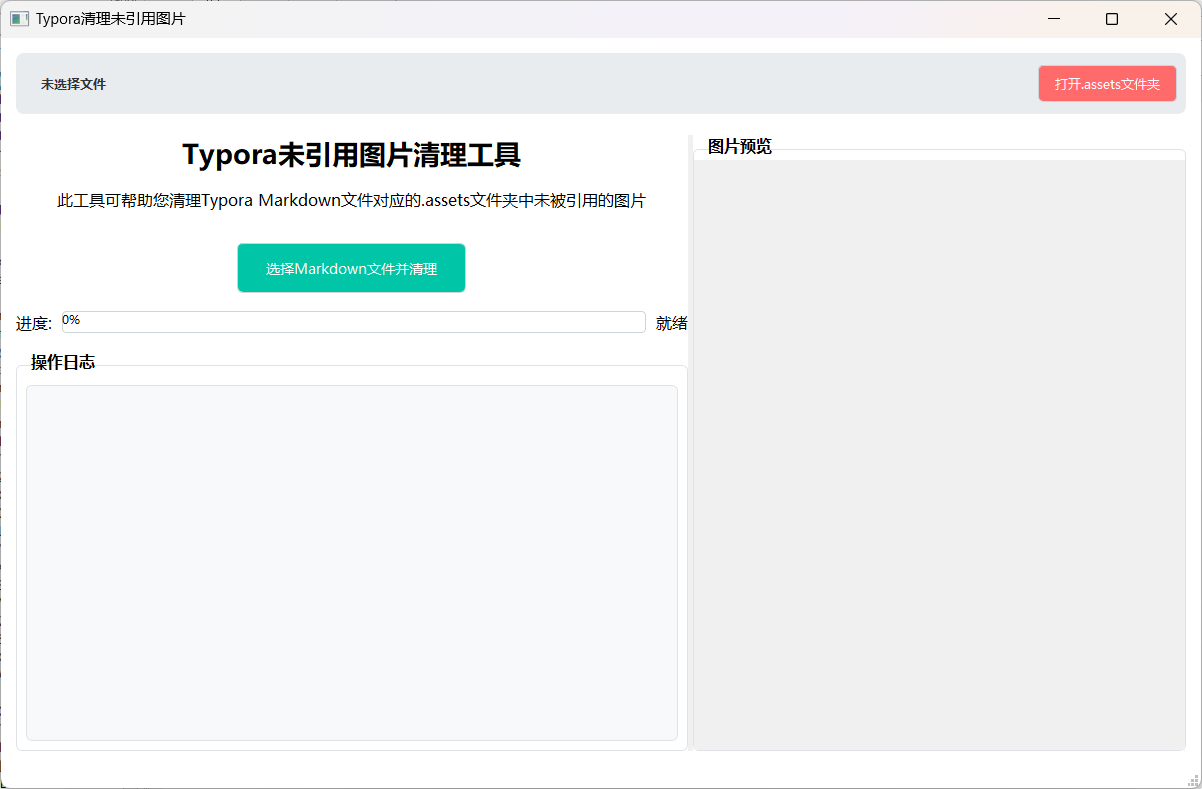 Typora清理未引用图片
未选择文件
打开.assets文件夹
Typora未引用图片清理工具
此工具可帮助您清理Typora Markdown文件对应的.assets文件夹中未被引用的图片
选择Markdown文件并清理
进度:
0%
就绪
操作日志
图片预览